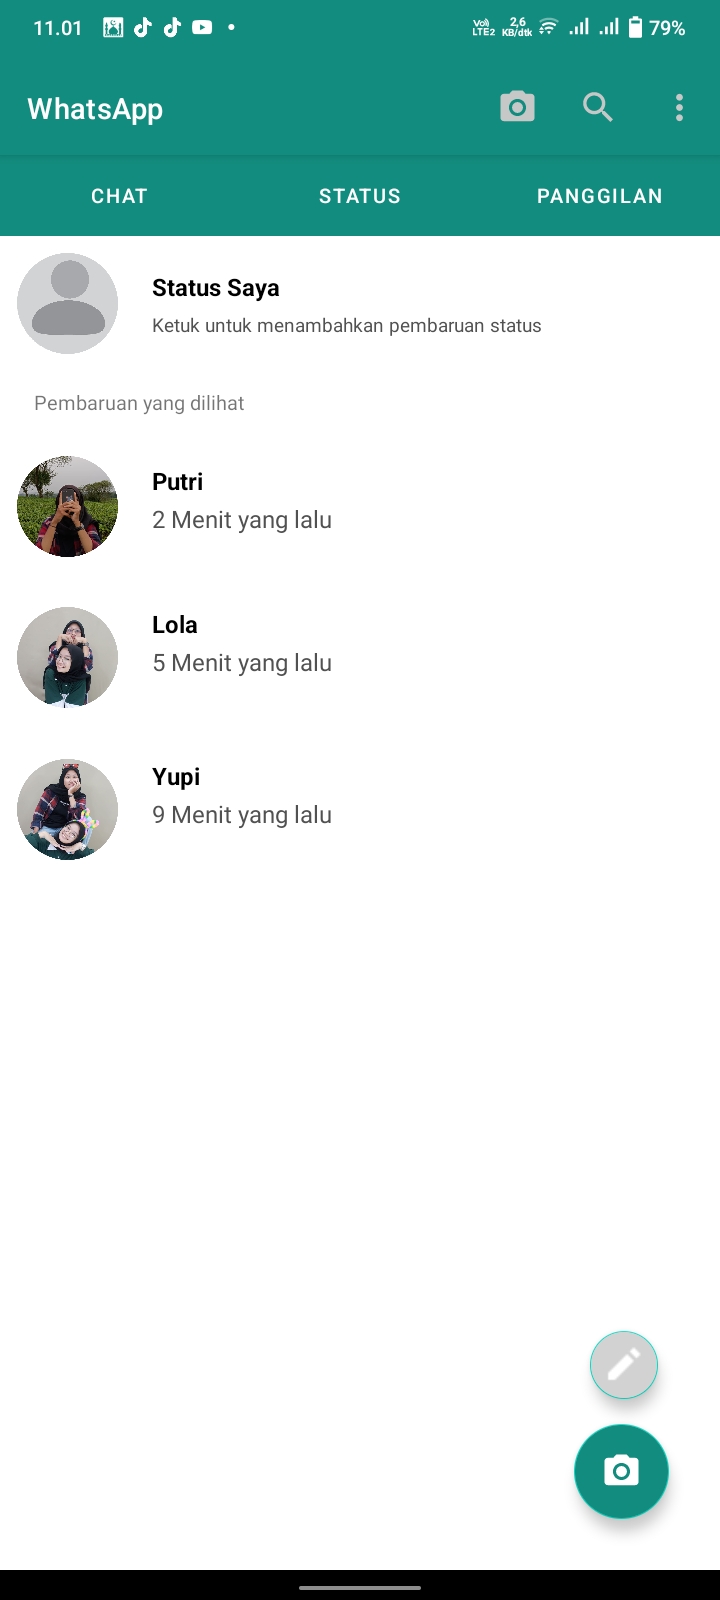 11.01
Vo) LTE2 2,6 KB/dtk 79%
WhatsApp
CHAT STATUS PANGGILAN
Status Saya
Ketuk untuk menambahkan pembaruan status
Pembaruan yang dilihat
Putri
2 Menit yang lalu
Lola
5 Menit yang lalu
Yupi
9 Menit yang lalu